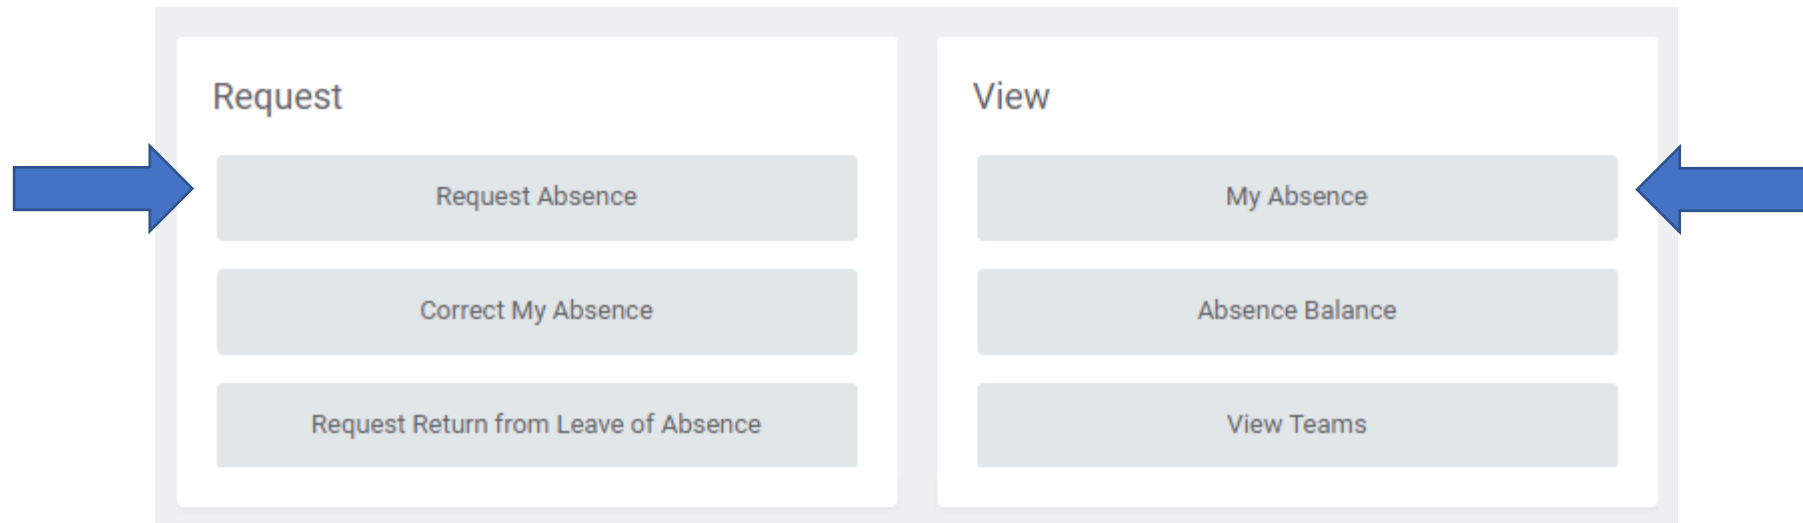 Request
Request Absence
Correct My Absence
Request Return from Leave of Absence
View
My Absence
Absence Balance
View Teams